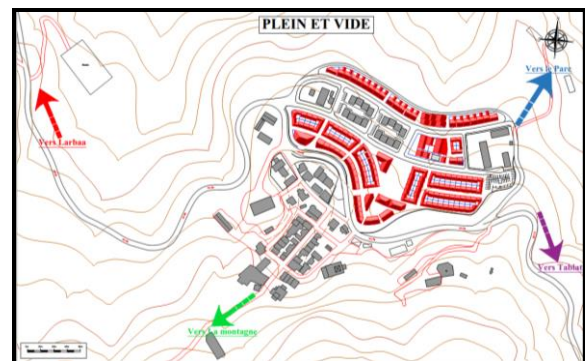 PLEIN ET VIDE
Vers le Parc
Vers Larbaa
Vers Tablat
Vers La montagne